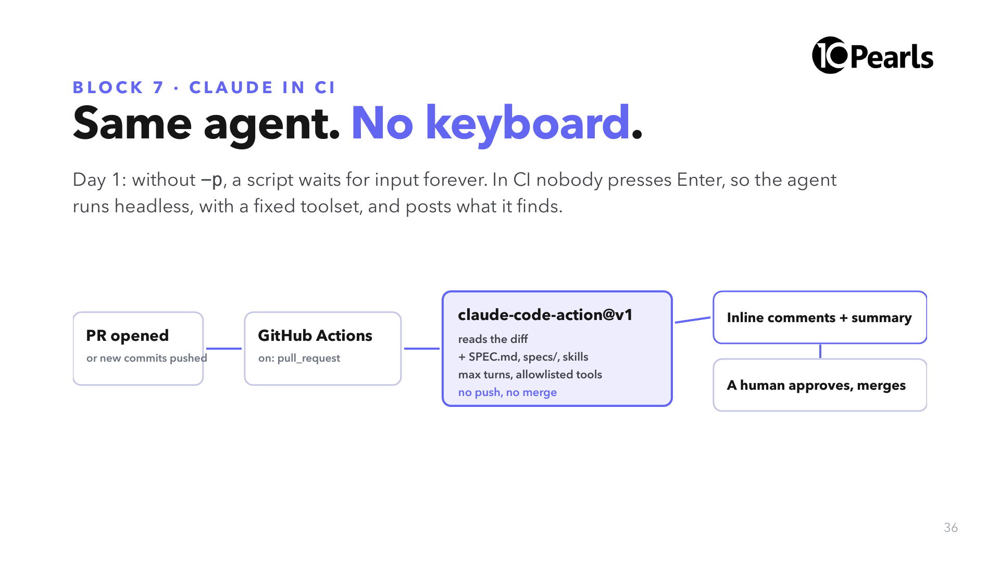 10Pearls
BLOCK 7 · CLAUDE IN CI
Same agent. No keyboard.
Day 1: without –p, a script waits for input forever. In CI nobody presses Enter, so the agent
runs headless, with a fixed toolset, and posts what it finds.
PR opened
or new commits pushed
GitHub Actions
on: pull_request
claude-code-action@v1
reads the diff
+ SPEC.md, specs/, skills
max turns, allowlisted tools
no push, no merge
Inline comments + summary
A human approves, merges
36